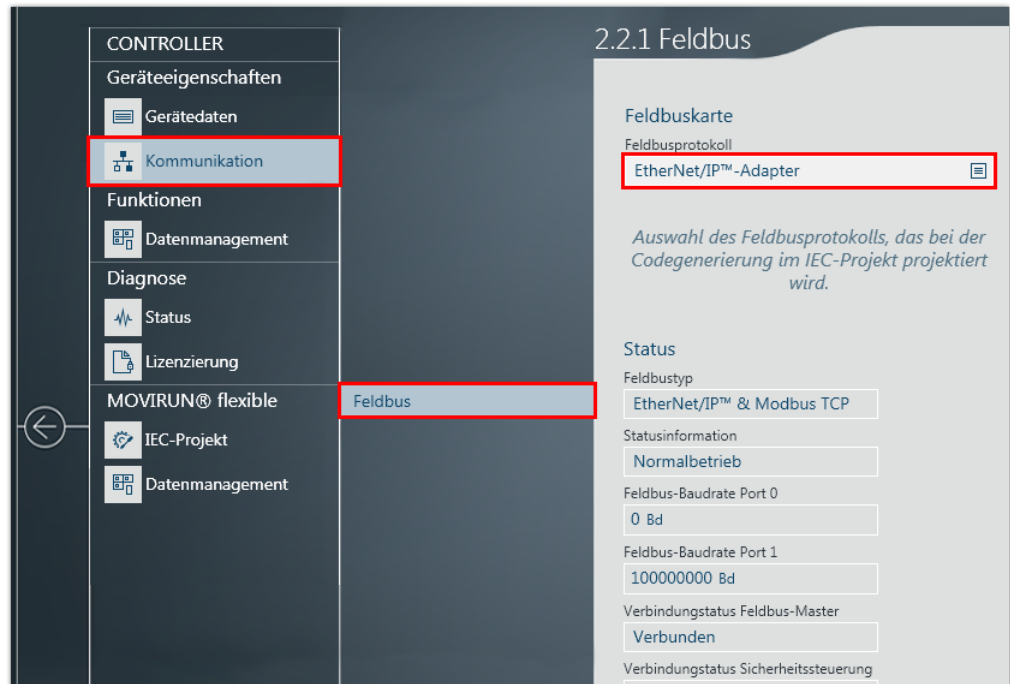 CONTROLLER
Geräteeigenschaften
Gerätedaten
Kommunikation
Funktionen
Datenmanagement
Diagnose
Status
Lizenzierung
MOVIRUN® flexible
IEC-Projekt
Datenmanagement
Feldbus
2.2.1 Feldbus
Feldbuskarte
Feldbusprotokoll
EtherNet/IP™-Adapter
Auswahl des Feldbusprotokolls, das bei der
Codegenerierung im IEC-Projekt projektiert
wird.
Status
Feldbustyp
EtherNet/IP™ & Modbus TCP
Statusinformation
Normalbetrieb
Feldbus-Baudrate Port 0
0 Bd
Feldbus-Baudrate Port 1
100000000 Bd
Verbindungstatus Feldbus-Master
Verbunden
Verbindungstatus Sicherheitssteuerung